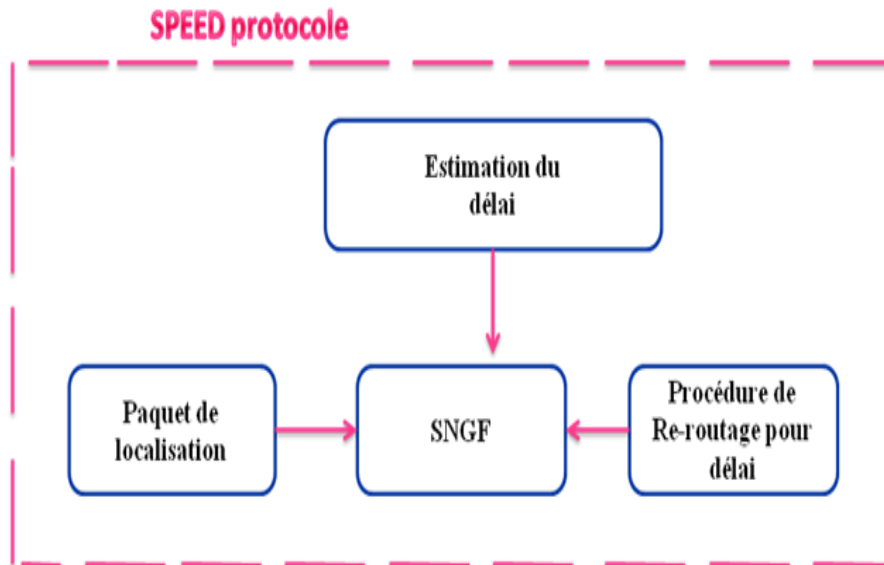 SPEED protocole
Estimation du
délai
Paquet de
localisation
SNGF
Procédure de
Re-routage pour
délai